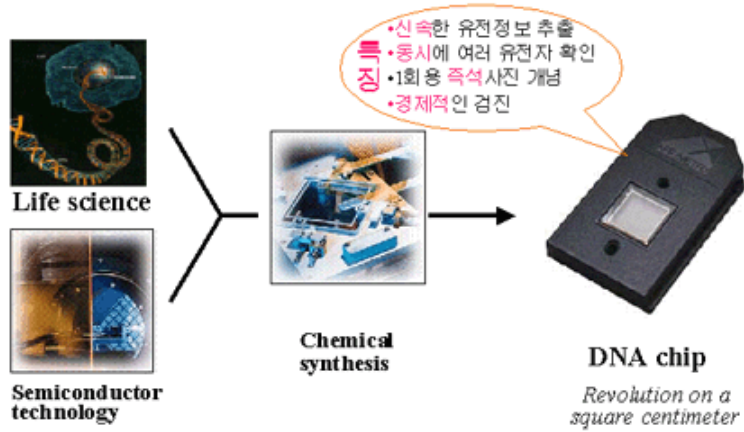 특징
•신속한 유전정보 추출
•동시에 여러 유전자 확인
•1회용 즉석사진 개념
•경제적인 검진
Life science
Semiconductor
technology
Chemical
synthesis
DNA chip
Revolution on a
square centimeter